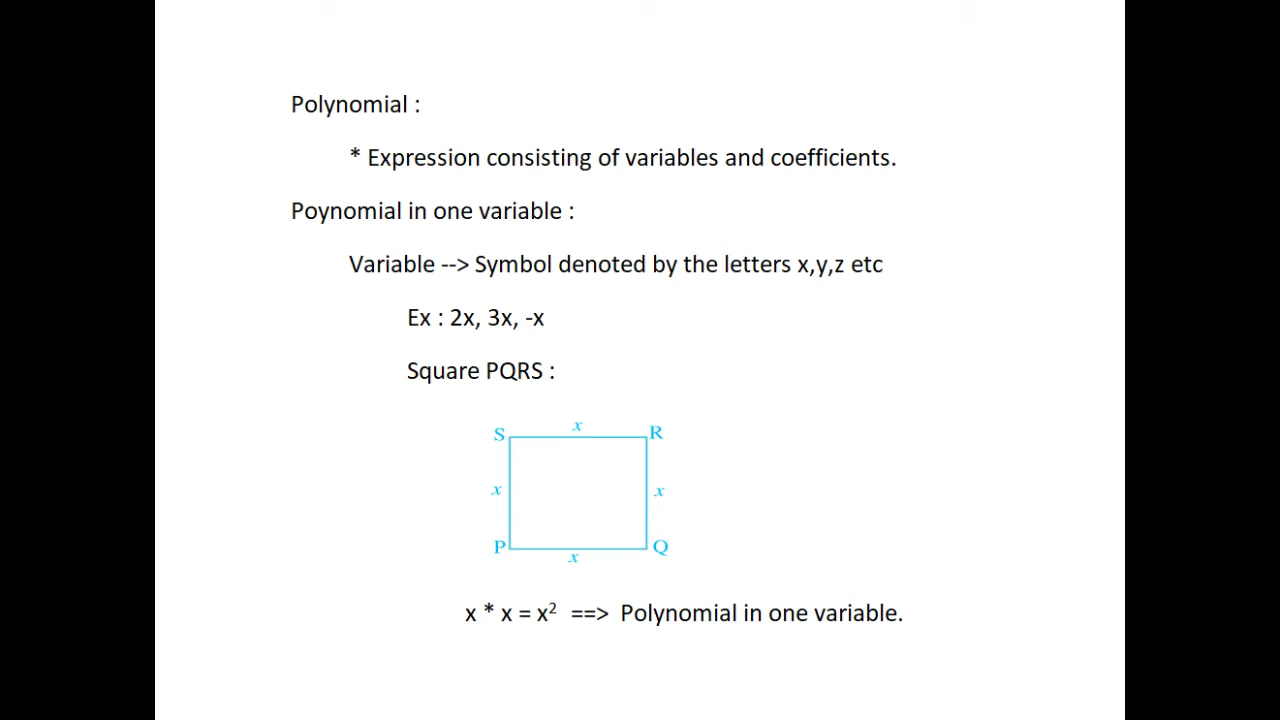 Polynomial :
* Expression consisting of variables and coefficients.
Poynomial in one variable :
Variable --> Symbol denoted by the letters x,y,z etc
Ex : 2x, 3x, -x
Square PQRS :
S x R
x x
P x Q
x * x = x² ==> Polynomial in one variable.